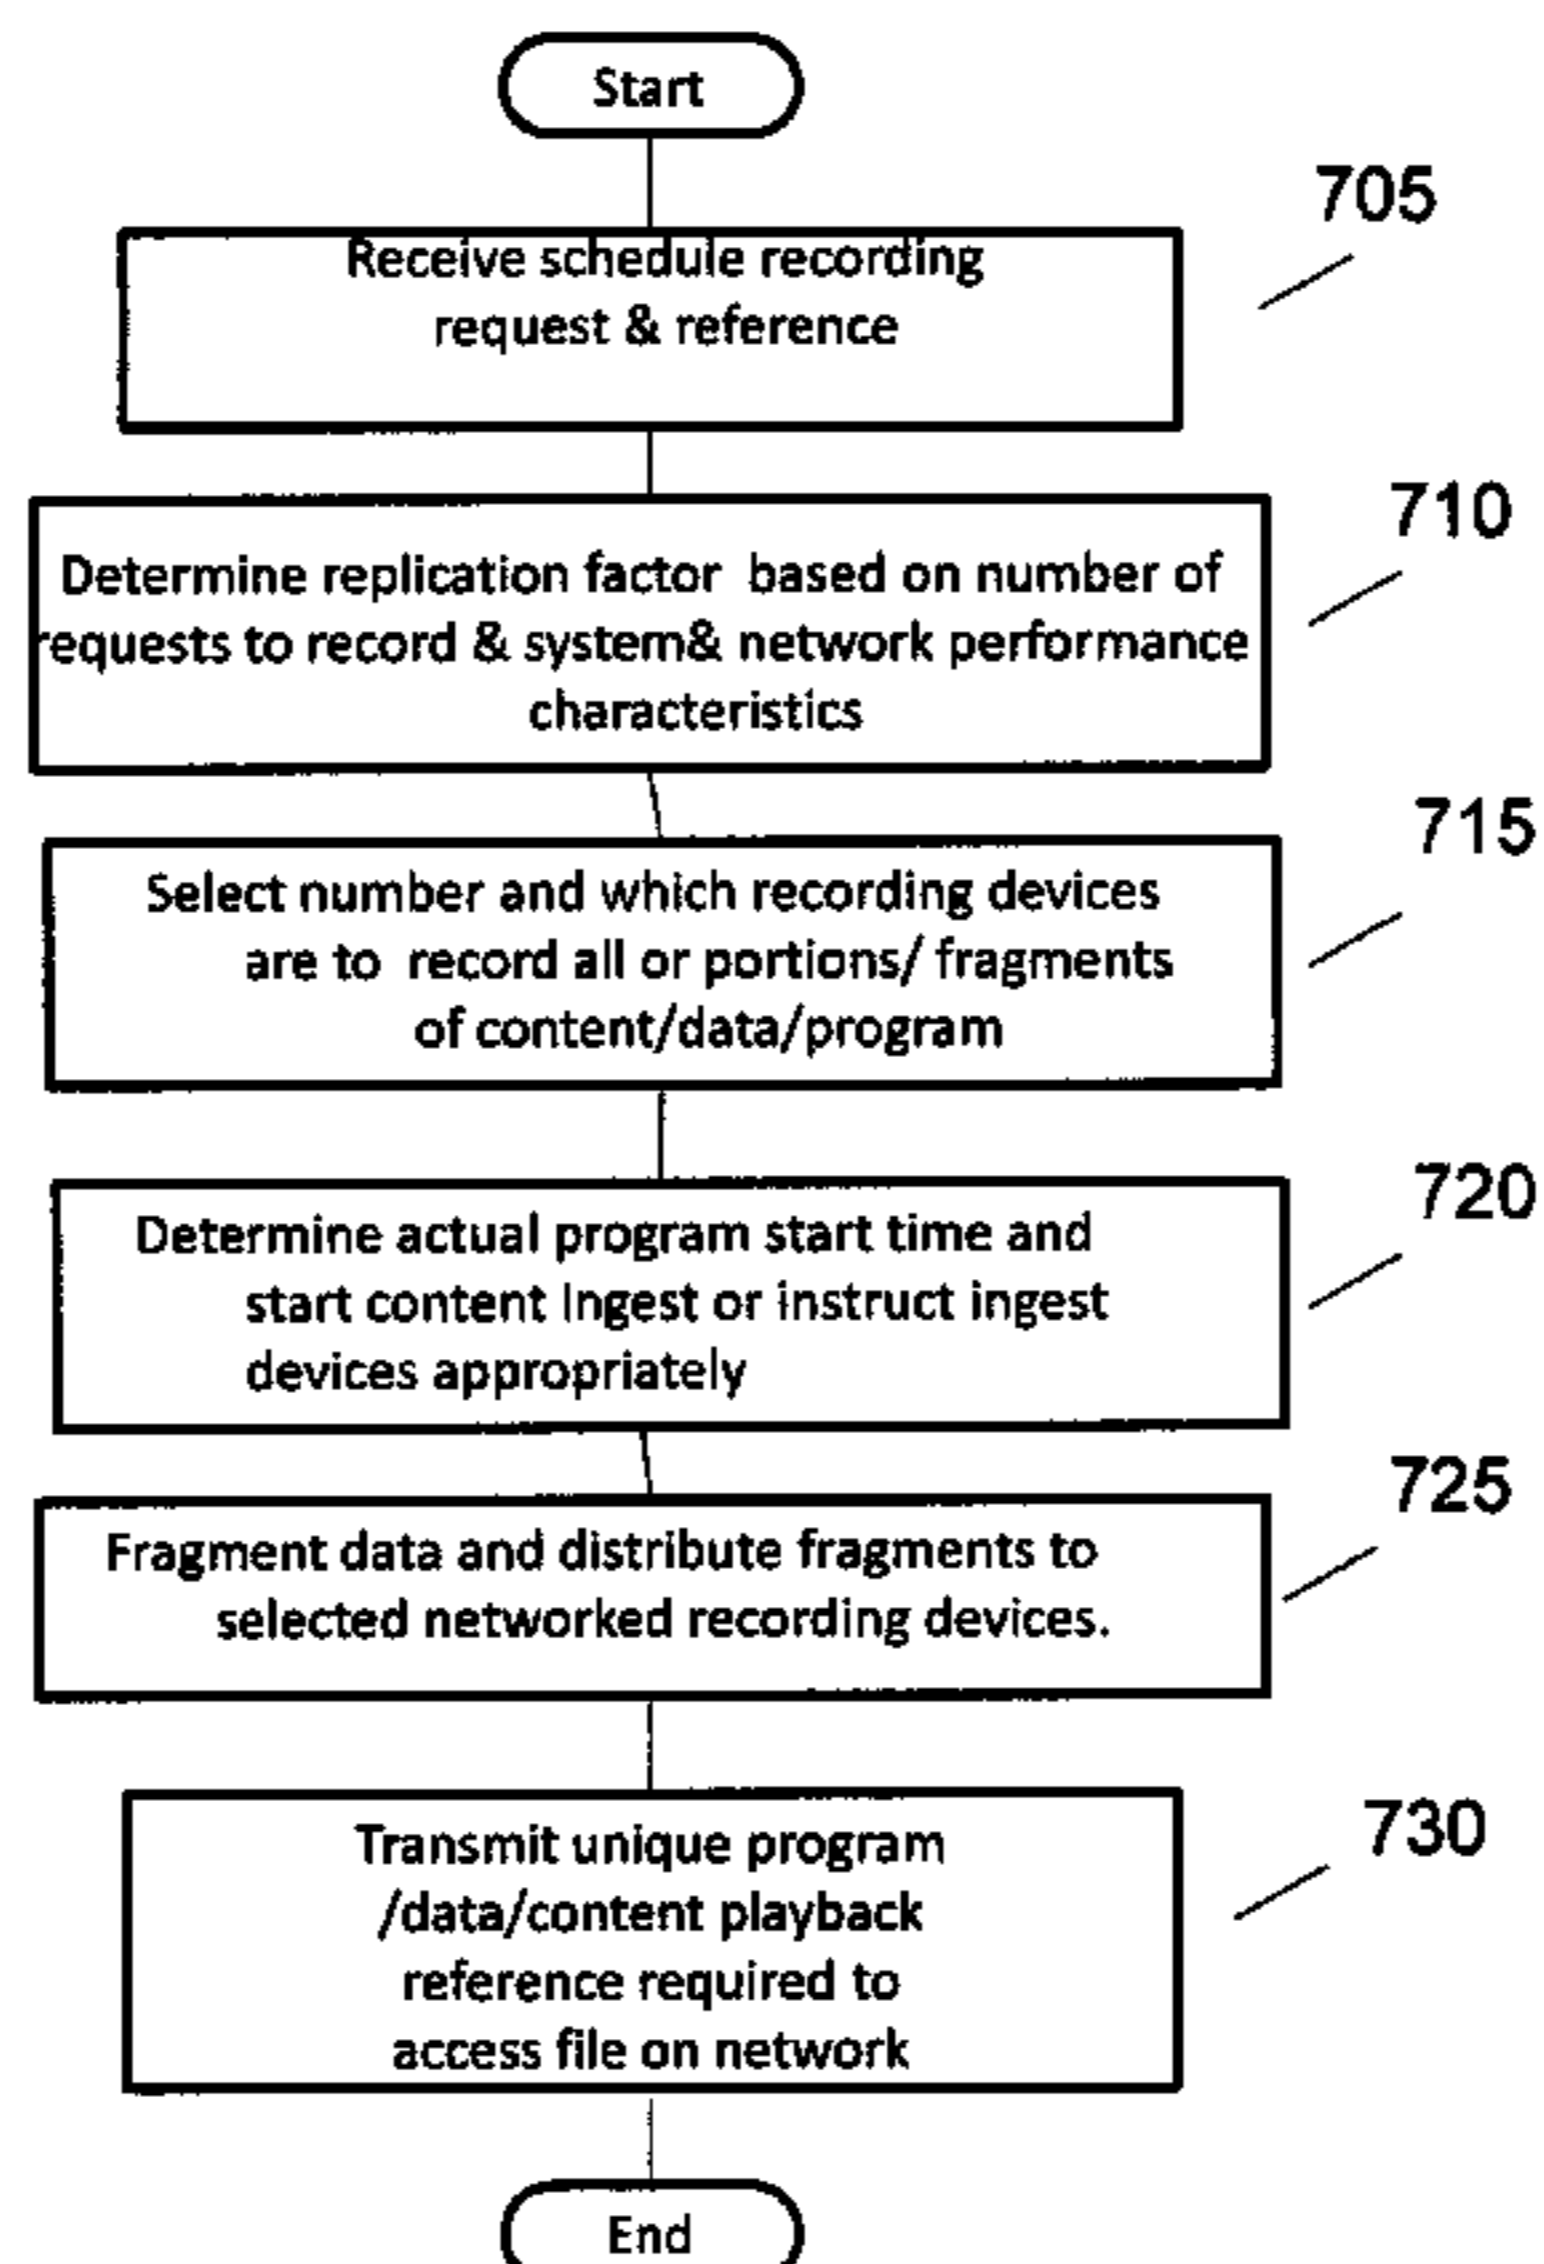 Start
705
Receive schedule recording
request & reference
710
Determine replication factor based on number of
requests to record & system& network performance
characteristics
715
Select number and which recording devices
are to record all or portions/ fragments
of content/data/program
720
Determine actual program start time and
start content Ingest or instruct ingest
devices appropriately
725
Fragment data and distribute fragments to
selected networked recording devices.
730
Transmit unique program
/data/content playback
reference required to
access file on network
End